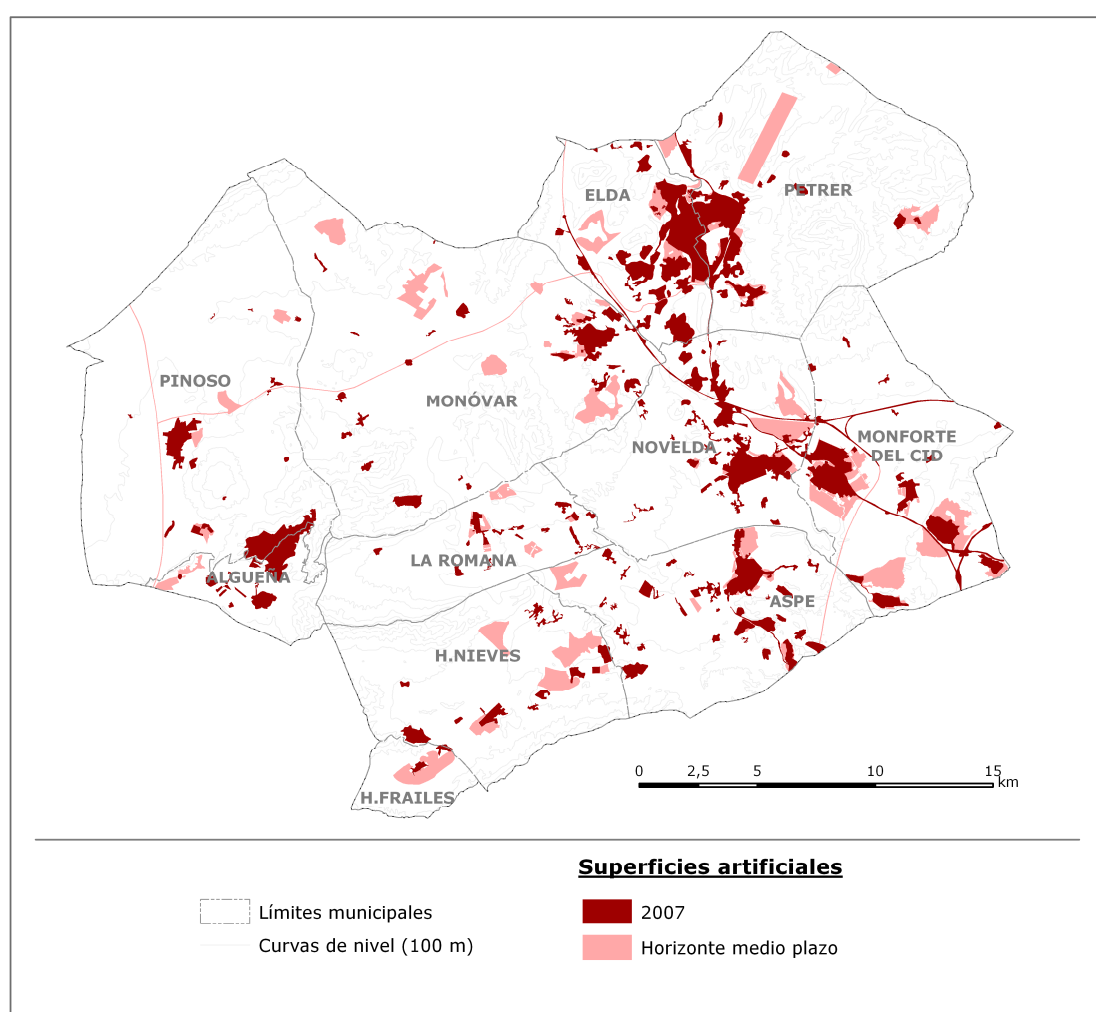 ELDA
PETRER
PINOSO
MONÓVAR
NOVELDA
MONFORTE
DEL CID
LA ROMANA
ALGUEÑA
ASPE
H.NIEVES
H.FRAILES
0 2,5 5 10 15
km
Superficies artificiales
Límites municipales
2007
Curvas de nivel (100 m)
Horizonte medio plazo